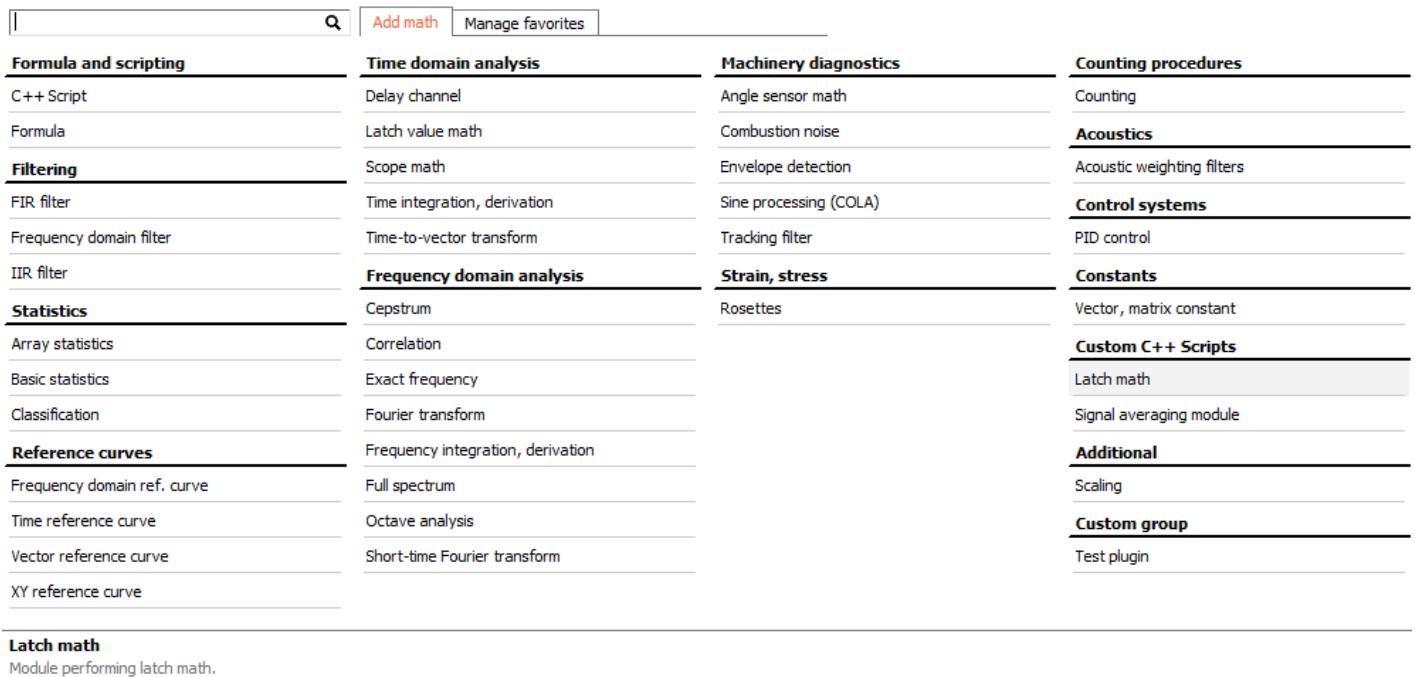 Add math
Manage favorites
Formula and scripting
C++ Script
Formula
Filtering
FIR filter
Frequency domain filter
IIR filter
Statistics
Array statistics
Basic statistics
Classification
Reference curves
Frequency domain ref. curve
Time reference curve
Vector reference curve
XY reference curve
Time domain analysis
Delay channel
Latch value math
Scope math
Time integration, derivation
Time-to-vector transform
Frequency domain analysis
Cepstrum
Correlation
Exact frequency
Fourier transform
Frequency integration, derivation
Full spectrum
Octave analysis
Short-time Fourier transform
Machinery diagnostics
Angle sensor math
Combustion noise
Envelope detection
Sine processing (COLA)
Tracking filter
Strain, stress
Rosettes
Counting procedures
Counting
Acoustics
Acoustic weighting filters
Control systems
PID control
Constants
Vector, matrix constant
Custom C++ Scripts
Latch math
Signal averaging module
Additional
Scaling
Custom group
Test plugin
Latch math
Module performing latch math.